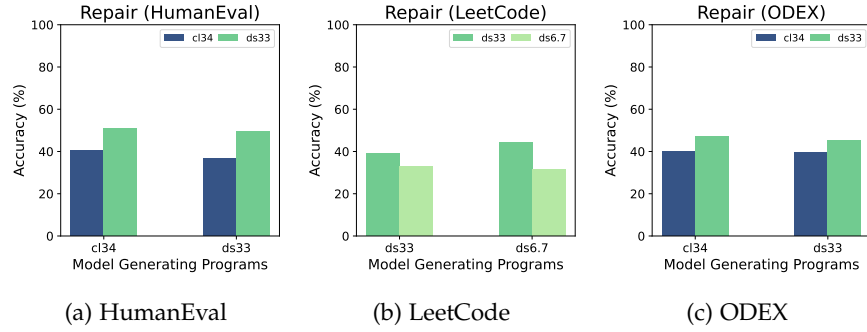 Repair (HumanEval)
cl34 ds33
100
80
60
40
20
0
Accuracy (%)
cl34 ds33
Model Generating Programs
(a) HumanEval
Repair (LeetCode)
ds33 ds6.7
100
80
60
40
20
0
Accuracy (%)
ds33 ds6.7
Model Generating Programs
(b) LeetCode
Repair (ODEX)
cl34 ds33
100
80
60
40
20
0
Accuracy (%)
cl34 ds33
Model Generating Programs
(c) ODEX